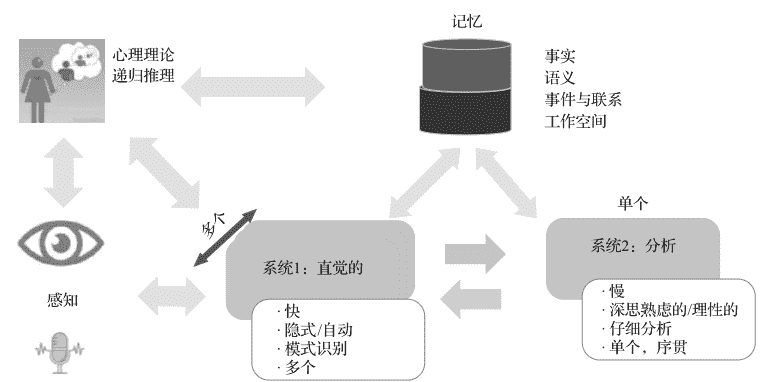 记忆
心理理论
递归推理
事实
语义
事件与联系
工作空间
多个
单个
系统1：直觉的
系统2：分析
感知
· 快
· 隐式/自动
· 模式识别
· 多个
· 慢
· 深思熟虑的/理性的
· 仔细分析
· 单个，序贯